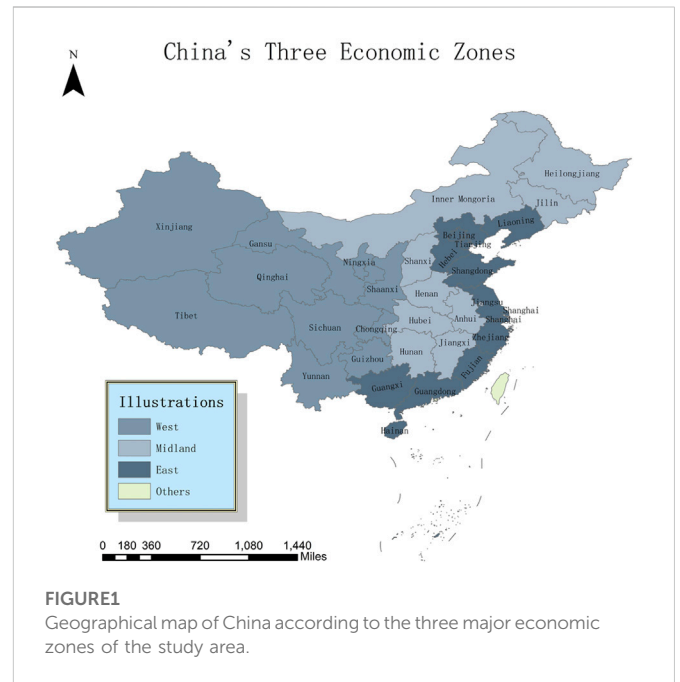 China's Three Economic Zones
N
Heilongjiang
Inner Mongoria
Jilin
Liaoning
Xinjiang
Beijing
Tianjing
Gansu
Hebei
Ningxia
Shanxi
Shangdong
Qinghai
Shaanxi
Henan
Jiangsu
Shanghai
Tibet
Hubei
Anhui
Shanghai
Sichuan
Chongqing
Zhejiang
Jiangxi
Hunan
Guizhou
Fujian
Yunnan
Guangxi
Guangdong
Hainan
Illustrations
West
Midland
East
Others
0 180 360 720 1,080 1,440
Miles
FIGURE1
Geographical map of China according to the three major economic
zones of the study area.